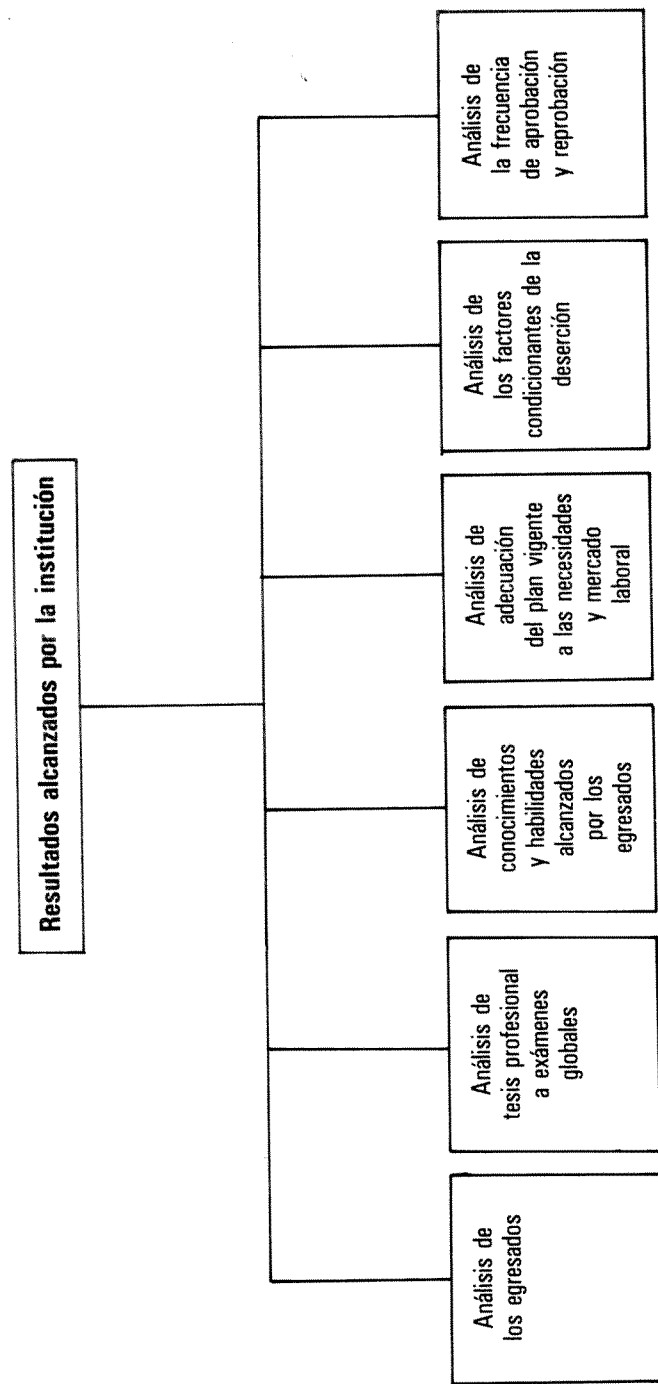 Resultados alcanzados por la institución
Análisis de
los egresados
Análisis de
tesis profesional
a exámenes
globales
Análisis de
conocimientos
y habilidades
alcanzados
por los
egresados
Análisis de
adecuación
del plan vigente
a las necesidades
y mercado
laboral
Análisis de
los factores
condicionantes de la
deserción
Análisis de
la frecuencia
de aprobación
y reprobación